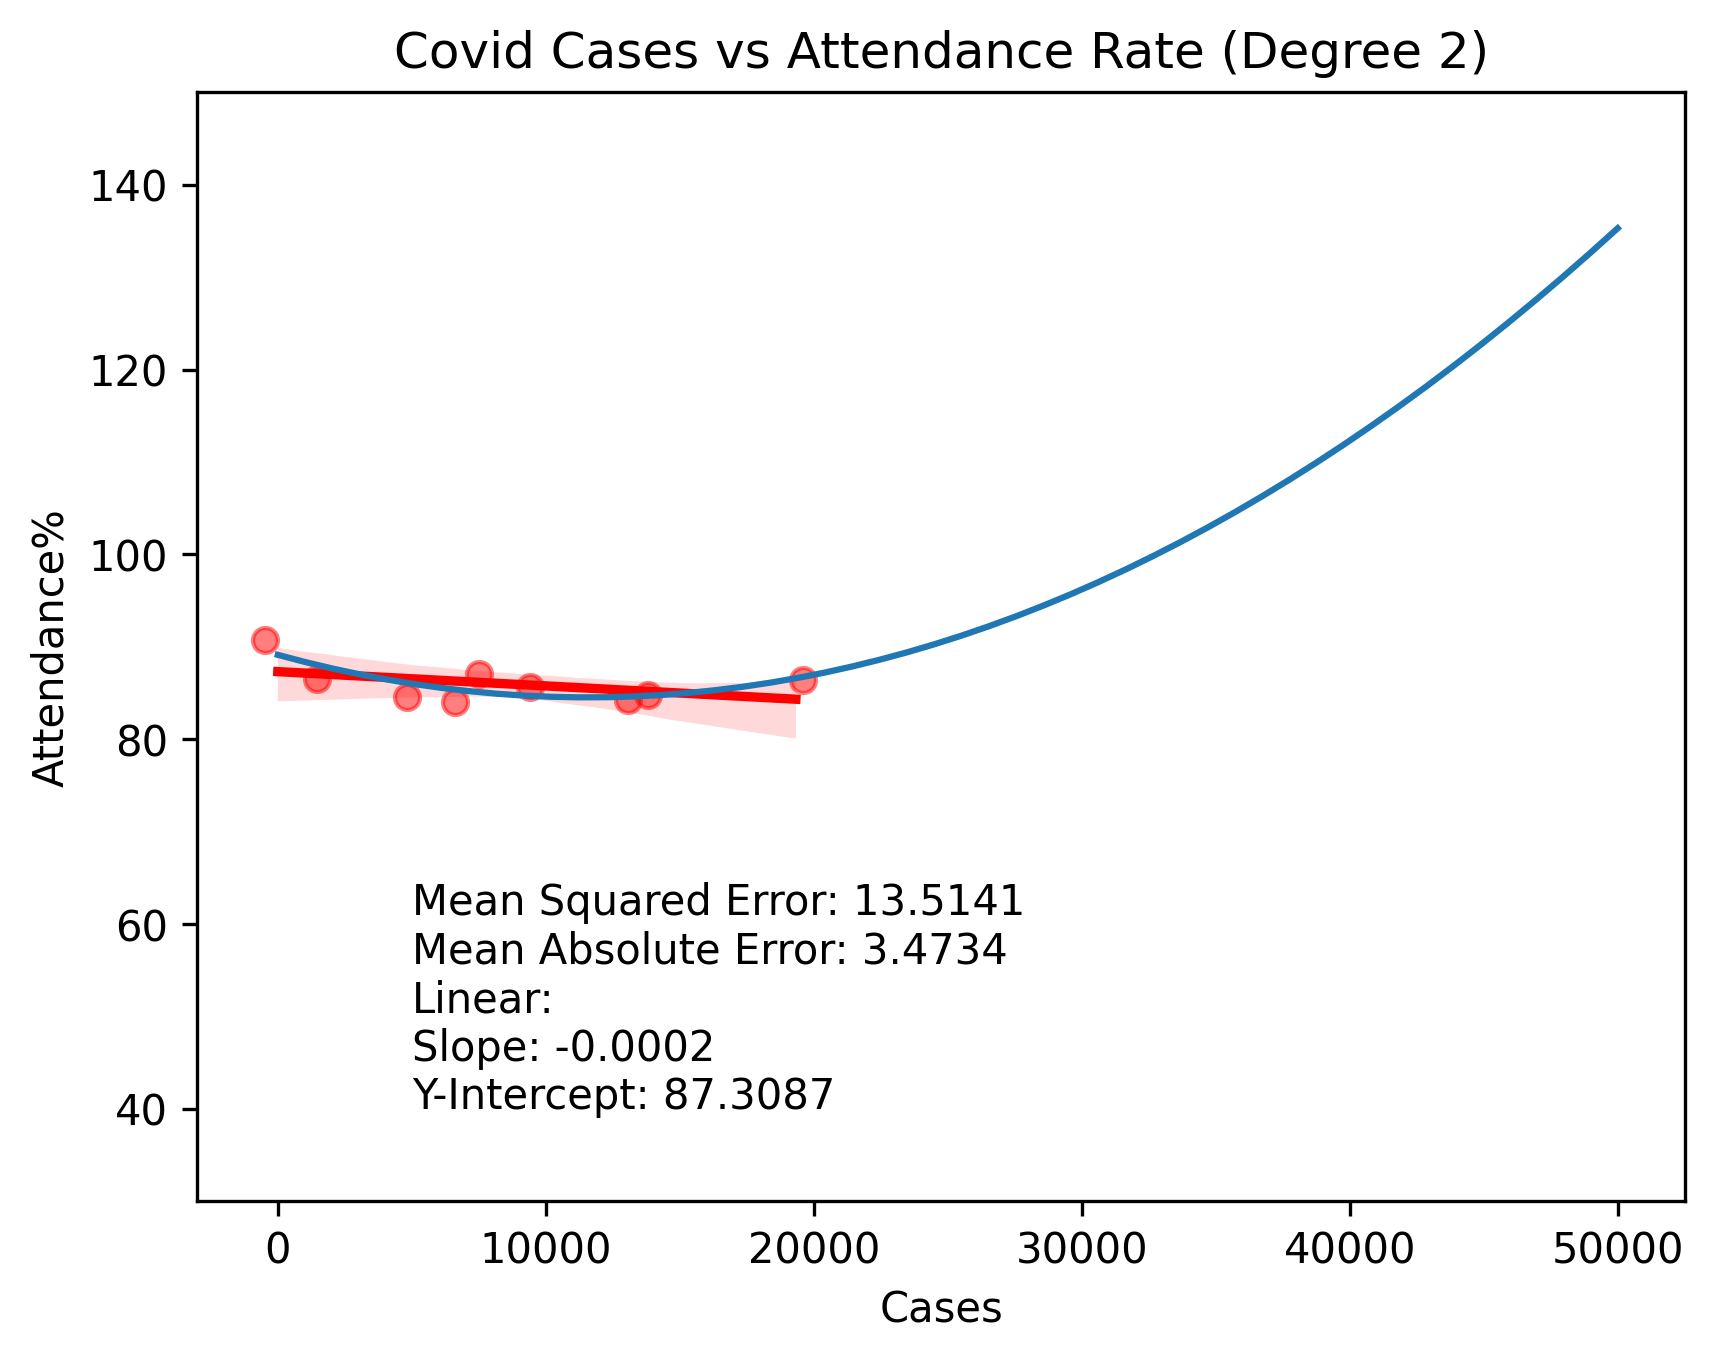 Covid Cases vs Attendance Rate (Degree 2)
140
120
100
80
60
40
Attendance%
Mean Squared Error: 13.5141
Mean Absolute Error: 3.4734
Linear:
Slope: -0.0002
Y-Intercept: 87.3087
0 10000 20000 30000 40000 50000
Cases